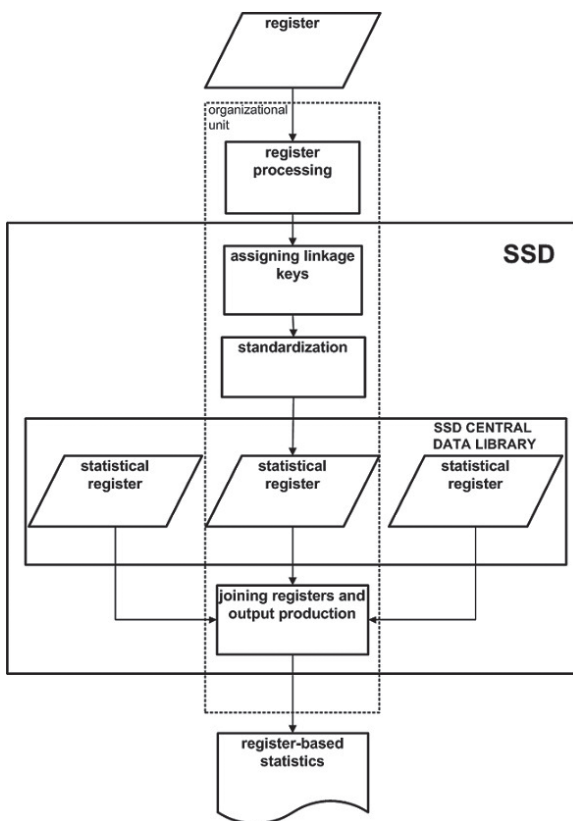 register
organizational
unit
register
processing
SSD
assigning linkage
keys
standardization
SSD CENTRAL
DATA LIBRARY
statistical
register
statistical
register
statistical
register
joining registers and
output production
register-based
statistics